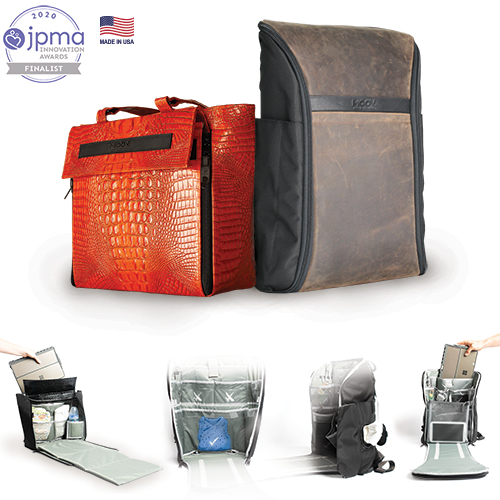 2020
jpma
INNOVATION
AWARDS
FINALIST
MADE IN USA